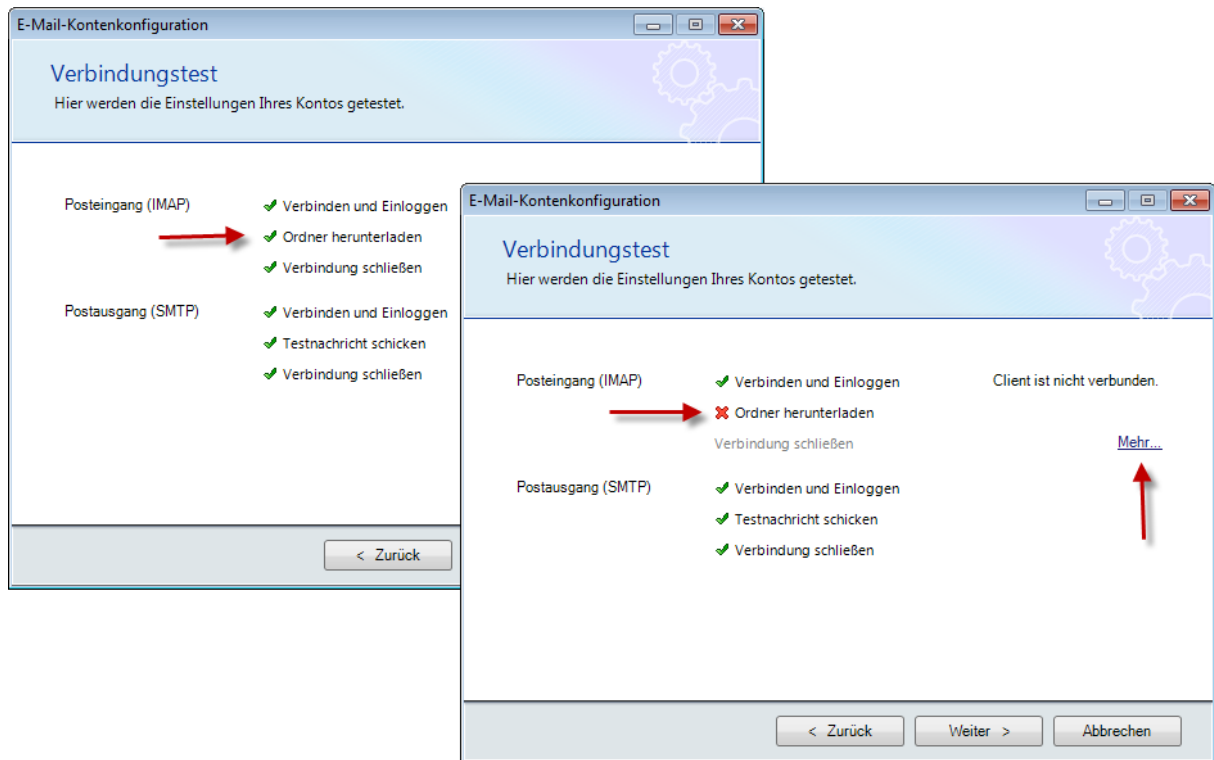 E-Mail-Kontenkonfiguration
Verbindungstest
Hier werden die Einstellungen Ihres Kontos getestet.
Posteingang (IMAP)
Verbinden und Einloggen
Ordner herunterladen
Verbindung schließen
Postausgang (SMTP)
Verbinden und Einloggen
Testnachricht schicken
Verbindung schließen
< Zurück
E-Mail-Kontenkonfiguration
Verbindungstest
Hier werden die Einstellungen Ihres Kontos getestet.
Posteingang (IMAP)
Verbinden und Einloggen
Client ist nicht verbunden.
Ordner herunterladen
Verbindung schließen
Mehr...
Postausgang (SMTP)
Verbinden und Einloggen
Testnachricht schicken
Verbindung schließen
< Zurück
Weiter >
Abbrechen